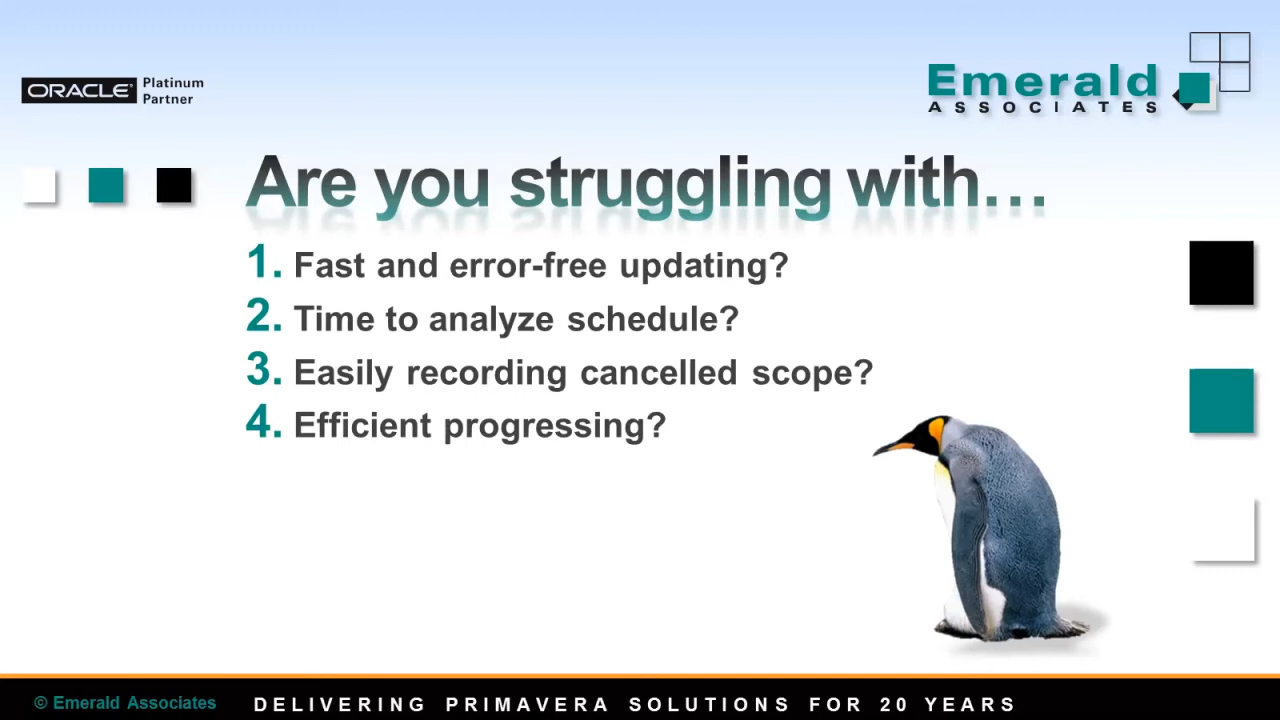 ORACLE® Platinum
Partner
Emerald
ASSOCIATES
Are you struggling with…
1. Fast and error-free updating?
2. Time to analyze schedule?
3. Easily recording cancelled scope?
4. Efficient progressing?
© Emerald Associates DELIVERING PRIMAVERA SOLUTIONS FOR 20 YEARS